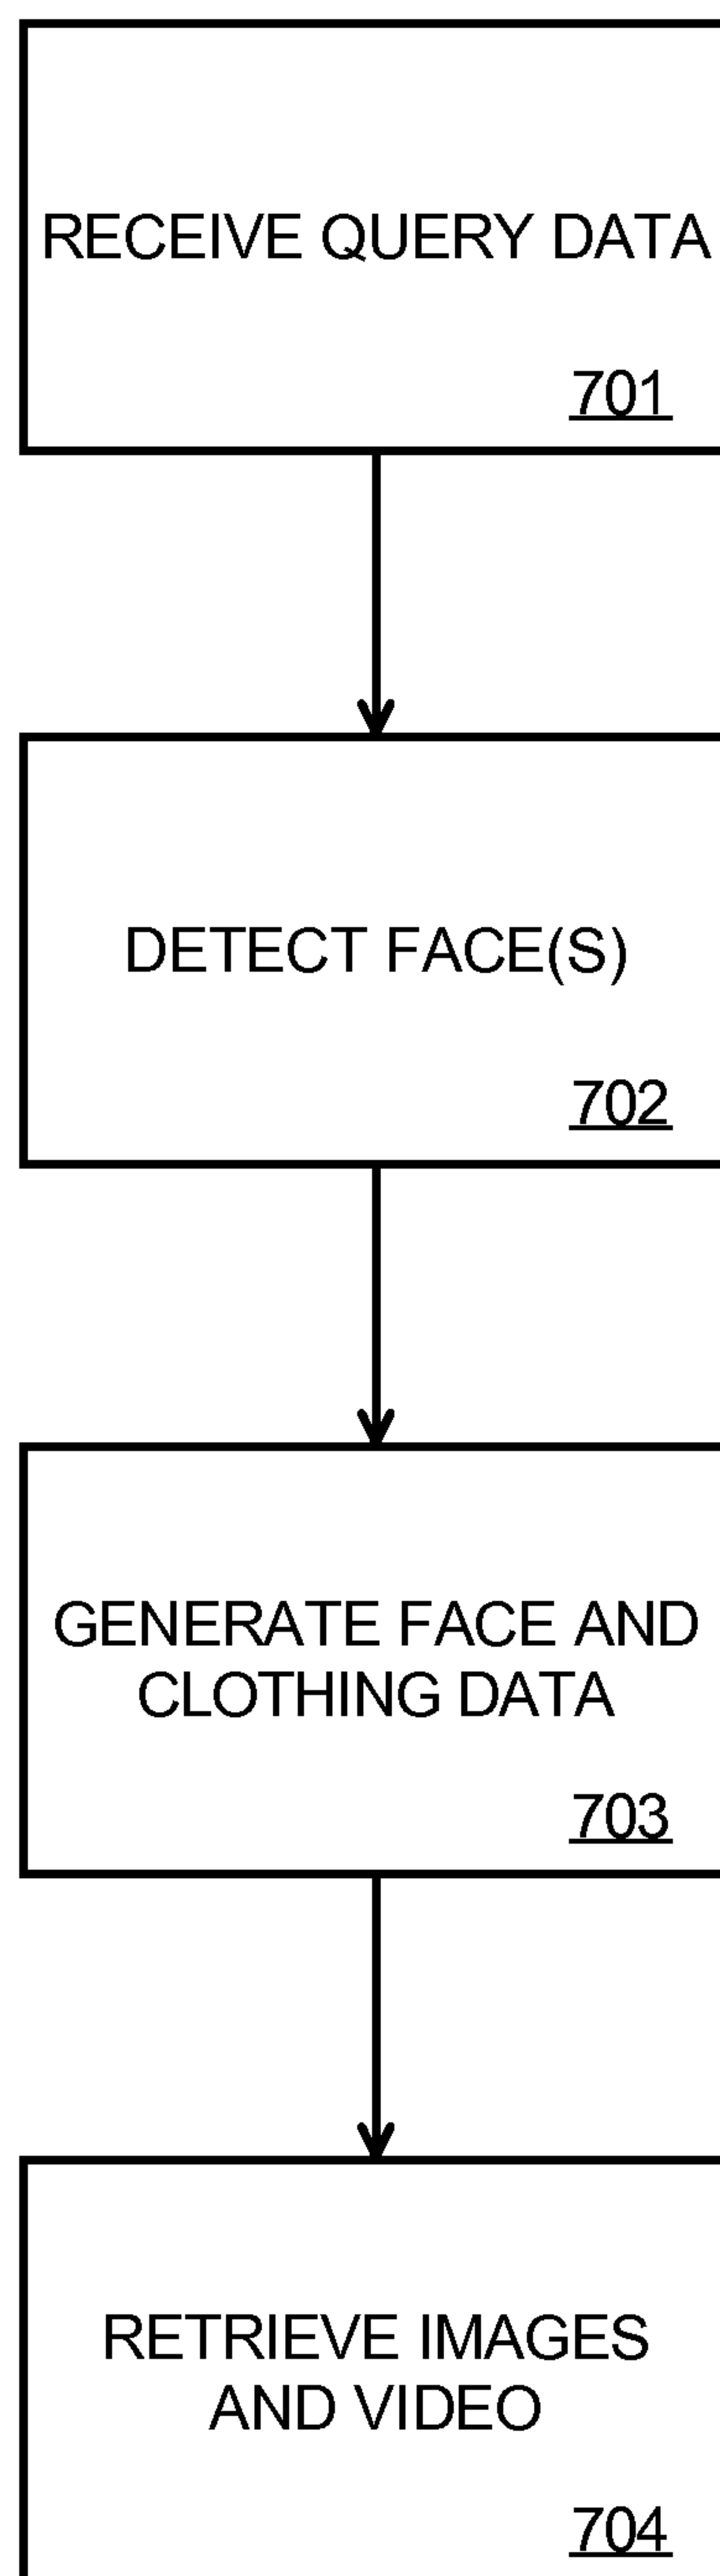 RECEIVE QUERY DATA
701
DETECT FACE(S)
702
GENERATE FACE AND
CLOTHING DATA
703
RETRIEVE IMAGES
AND VIDEO
704